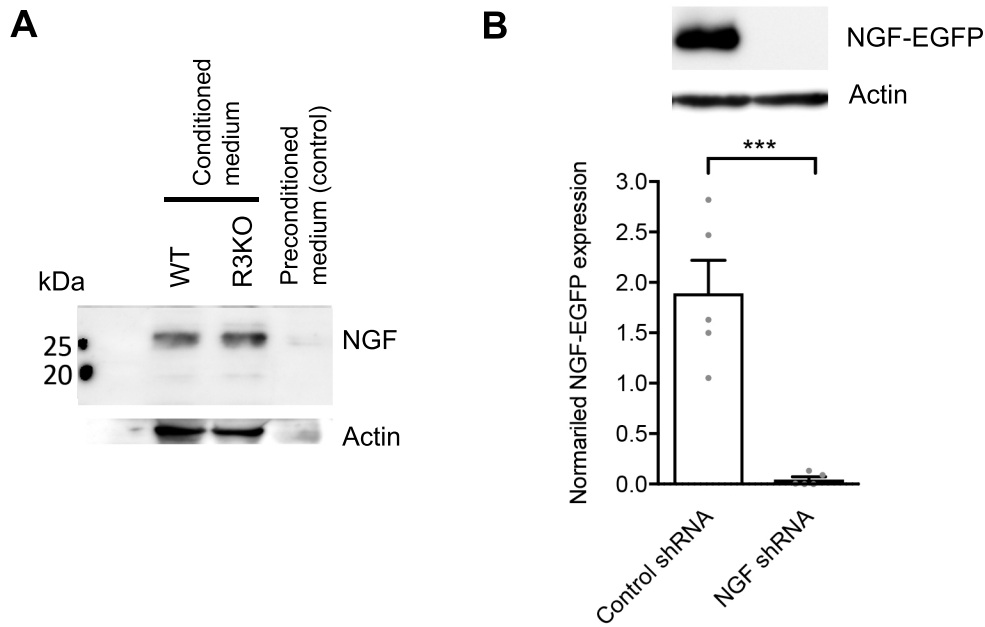 A
Conditioned
medium
Preconditioned
medium (control)
WT
R3KO
kDa
25
20
NGF
Actin
B
NGF-EGFP
Actin
***
Normariled NGF-EGFP expression
3.0
2.5
2.0
1.5
1.0
0.5
0.0
Control shRNA
NGF shRNA